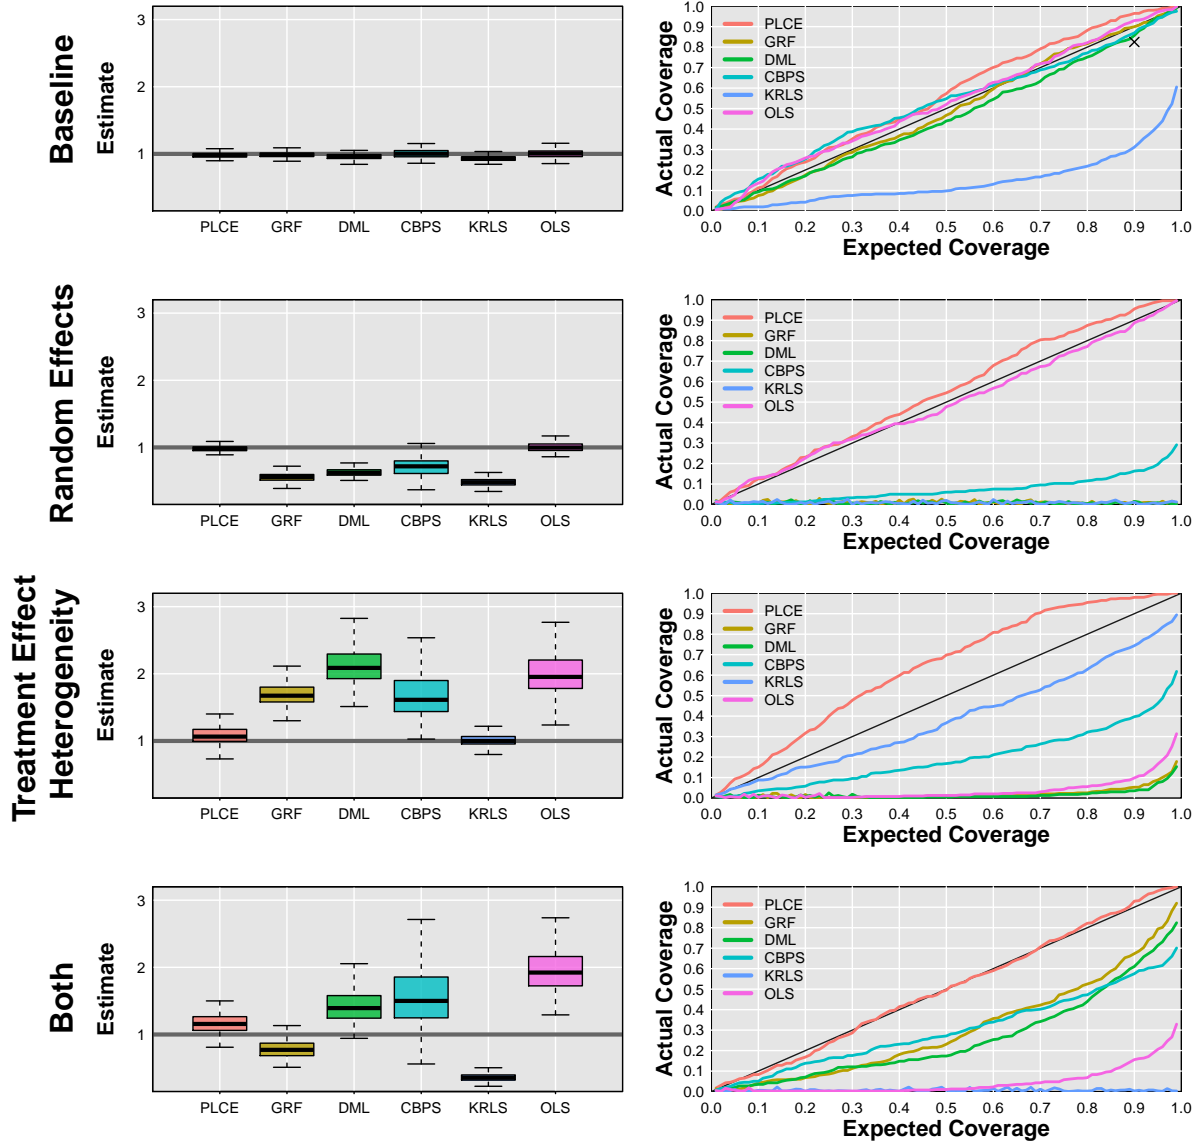 Baseline
Estimate
3
2
1
PLCE GRF DML CBPS KRLS OLS
Actual Coverage
1.0
0.9
0.8
0.7
0.6
0.5
0.4
0.3
0.2
0.1
0.0
PLCE
GRF
DML
CBPS
KRLS
OLS
0.0 0.1 0.2 0.3 0.4 0.5 0.6 0.7 0.8 0.9 1.0
Expected Coverage
Random Effects
Estimate
3
2
1
PLCE GRF DML CBPS KRLS OLS
Actual Coverage
1.0
0.9
0.8
0.7
0.6
0.5
0.4
0.3
0.2
0.1
0.0
PLCE
GRF
DML
CBPS
KRLS
OLS
0.0 0.1 0.2 0.3 0.4 0.5 0.6 0.7 0.8 0.9 1.0
Expected Coverage
Treatment Effect
Heterogeneity
Estimate
3
2
1
PLCE GRF DML CBPS KRLS OLS
Actual Coverage
1.0
0.9
0.8
0.7
0.6
0.5
0.4
0.3
0.2
0.1
0.0
PLCE
GRF
DML
CBPS
KRLS
OLS
0.0 0.1 0.2 0.3 0.4 0.5 0.6 0.7 0.8 0.9 1.0
Expected Coverage
Both
Estimate
3
2
1
PLCE GRF DML CBPS KRLS OLS
Actual Coverage
1.0
0.9
0.8
0.7
0.6
0.5
0.4
0.3
0.2
0.1
0.0
PLCE
GRF
DML
CBPS
KRLS
OLS
0.0 0.1 0.2 0.3 0.4 0.5 0.6 0.7 0.8 0.9 1.0
Expected Coverage